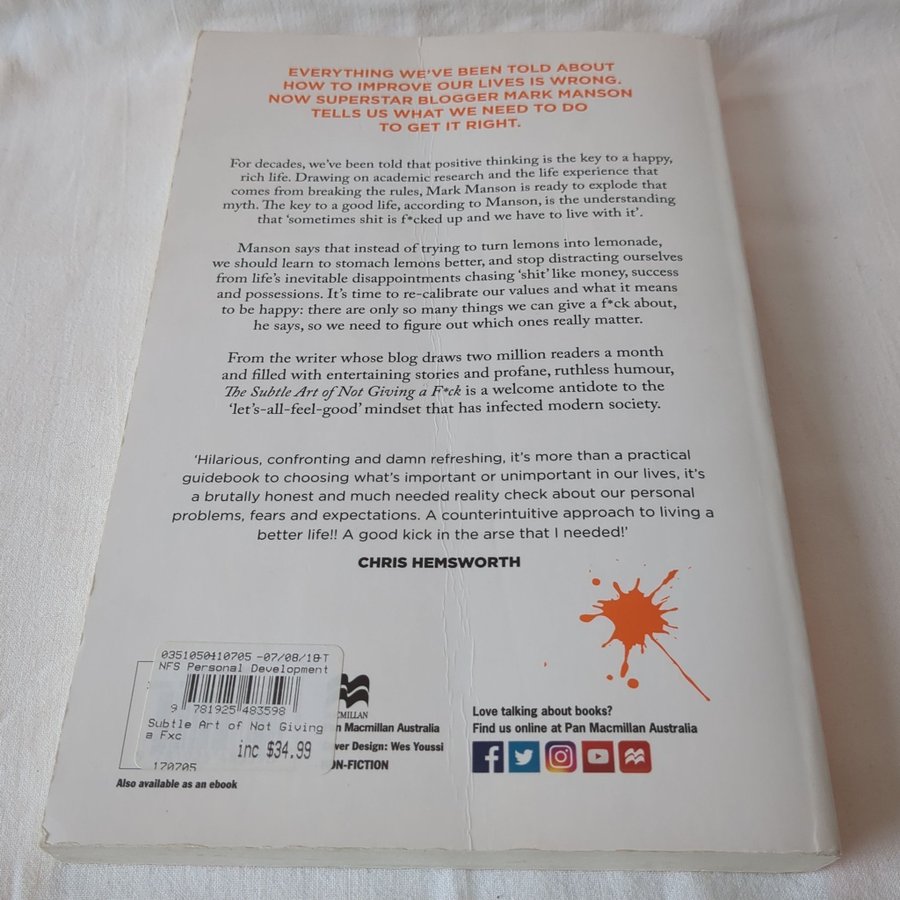 EVERYTHING WE'VE BEEN TOLD ABOUT
HOW TO IMPROVE OUR LIVES IS WRONG.
NOW SUPERSTAR BLOGGER MARK MANSON
TELLS US WHAT WE NEED TO DO
TO GET IT RIGHT.
For decades, we've been told that positive thinking is the key to a happy,
rich life. Drawing on academic research and the life experience that
comes from breaking the rules, Mark Manson is ready to explode that
myth. The key to a good life, according to Manson, is the understanding
that 'sometimes shit is f*cked up and we have to live with it'.
Manson says that instead of trying to turn lemons into lemonade,
we should learn to stomach lemons better, and stop distracting ourselves
from life's inevitable disappointments chasing 'shit' like money, success
and possessions. It's time to re-calibrate our values and what it means
to be happy: there are only so many things we can give a f*ck about,
he says, so we need to figure out which ones really matter.
From the writer whose blog draws two million readers a month
and filled with entertaining stories and profane, ruthless humour,
The Subtle Art of Not Giving a F*ck is a welcome antidote to the
'let's-all-feel-good' mindset that has infected modern society.
'Hilarious, confronting and damn refreshing, it's more than a practical
guidebook to choosing what's important or unimportant in our lives, it's
a brutally honest and much needed reality check about our personal
problems, fears and expectations. A counterintuitive approach to living a
better life!! A good kick in the arse that I needed!'
CHRIS HEMSWORTH
0351050410705 -07/08/18-T
NFS Personal Development
9 781925 483598
Subtle Art of Not Giving
a Fxc
inc $34.99
170705
Also available as an ebook
Macmillan Australia
Design: Wes Youssi
N-FICTION
Love talking about books?
Find us online at Pan Macmillan Australia